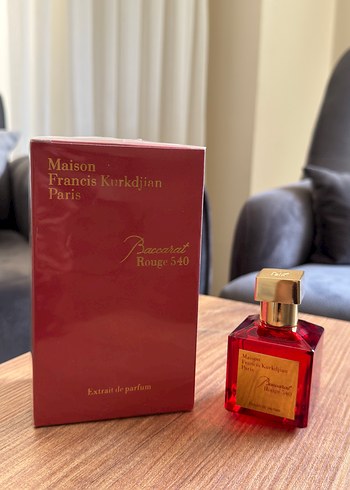 Maison
Francis Kurkdjian
Paris
Baccarat
Rouge 540
Extrait de parfum
Maison
Francis Kurkdjian
Paris
Baccarat
Rouge 540